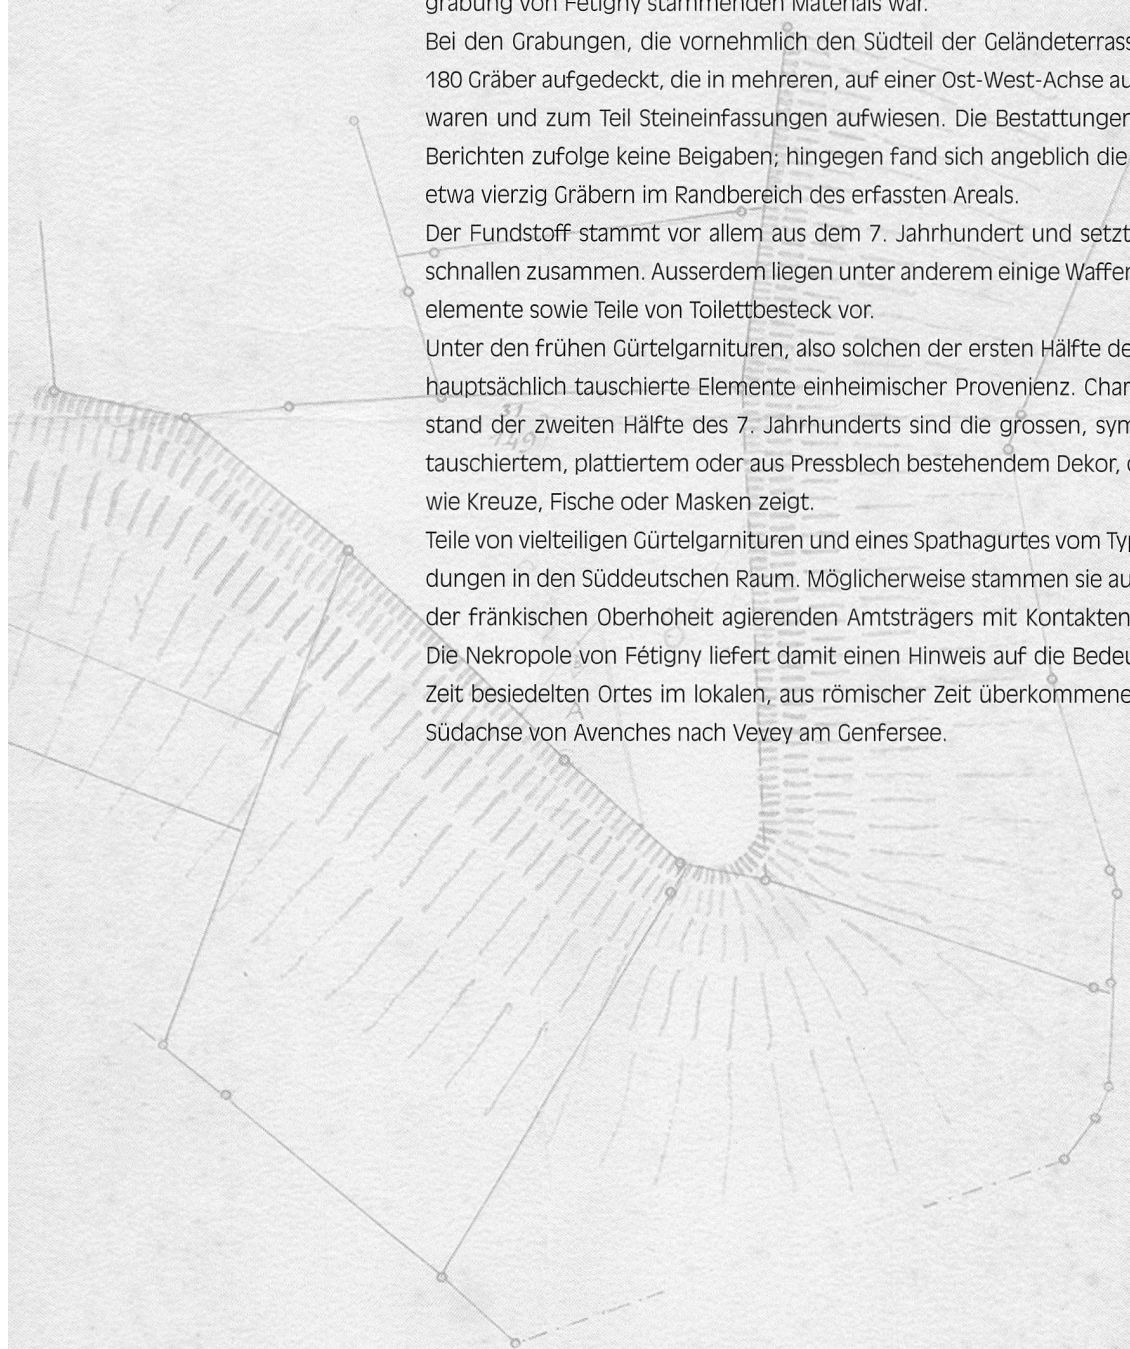 grabung von Fétigny stammenden Materials war.
Bei den Grabungen, die vornehmlich den Südteil der Geländeterrass
180 Gräber aufgedeckt, die in mehreren, auf einer Ost-West-Achse au
waren und zum Teil Steineinfassungen aufwiesen. Die Bestattungen
Berichten zufolge keine Beigaben; hingegen fand sich angeblich die
etwa vierzig Gräbern im Randbereich des erfassten Areals.
Der Fundstoff stammt vor allem aus dem 7. Jahrhundert und setzt
schnallen zusammen. Ausserdem liegen unter anderem einige Waffen
elemente sowie Teile von Toilettbesteck vor.
Unter den frühen Gürtelgarnituren, also solchen der ersten Hälfte de
hauptsächlich tauschierte Elemente einheimischer Provenienz. Char
stand der zweiten Hälfte des 7. Jahrhunderts sind die grossen, sym
tauschiertem, plattiertem oder aus Pressblech bestehendem Dekor, d
wie Kreuze, Fische oder Masken zeigt.
Teile von vielteiligen Gürtelgarnituren und eines Spathagurtes vom Typ
dungen in den Süddeutschen Raum. Möglicherweise stammen sie au
der fränkischen Oberhoheit agierenden Amtsträgers mit Kontakten
Die Nekropole von Fétigny liefert damit einen Hinweis auf die Bedeu
Zeit besiedelten Ortes im lokalen, aus römischer Zeit überkommene
Südachse von Avenches nach Vevey am Genfersee.